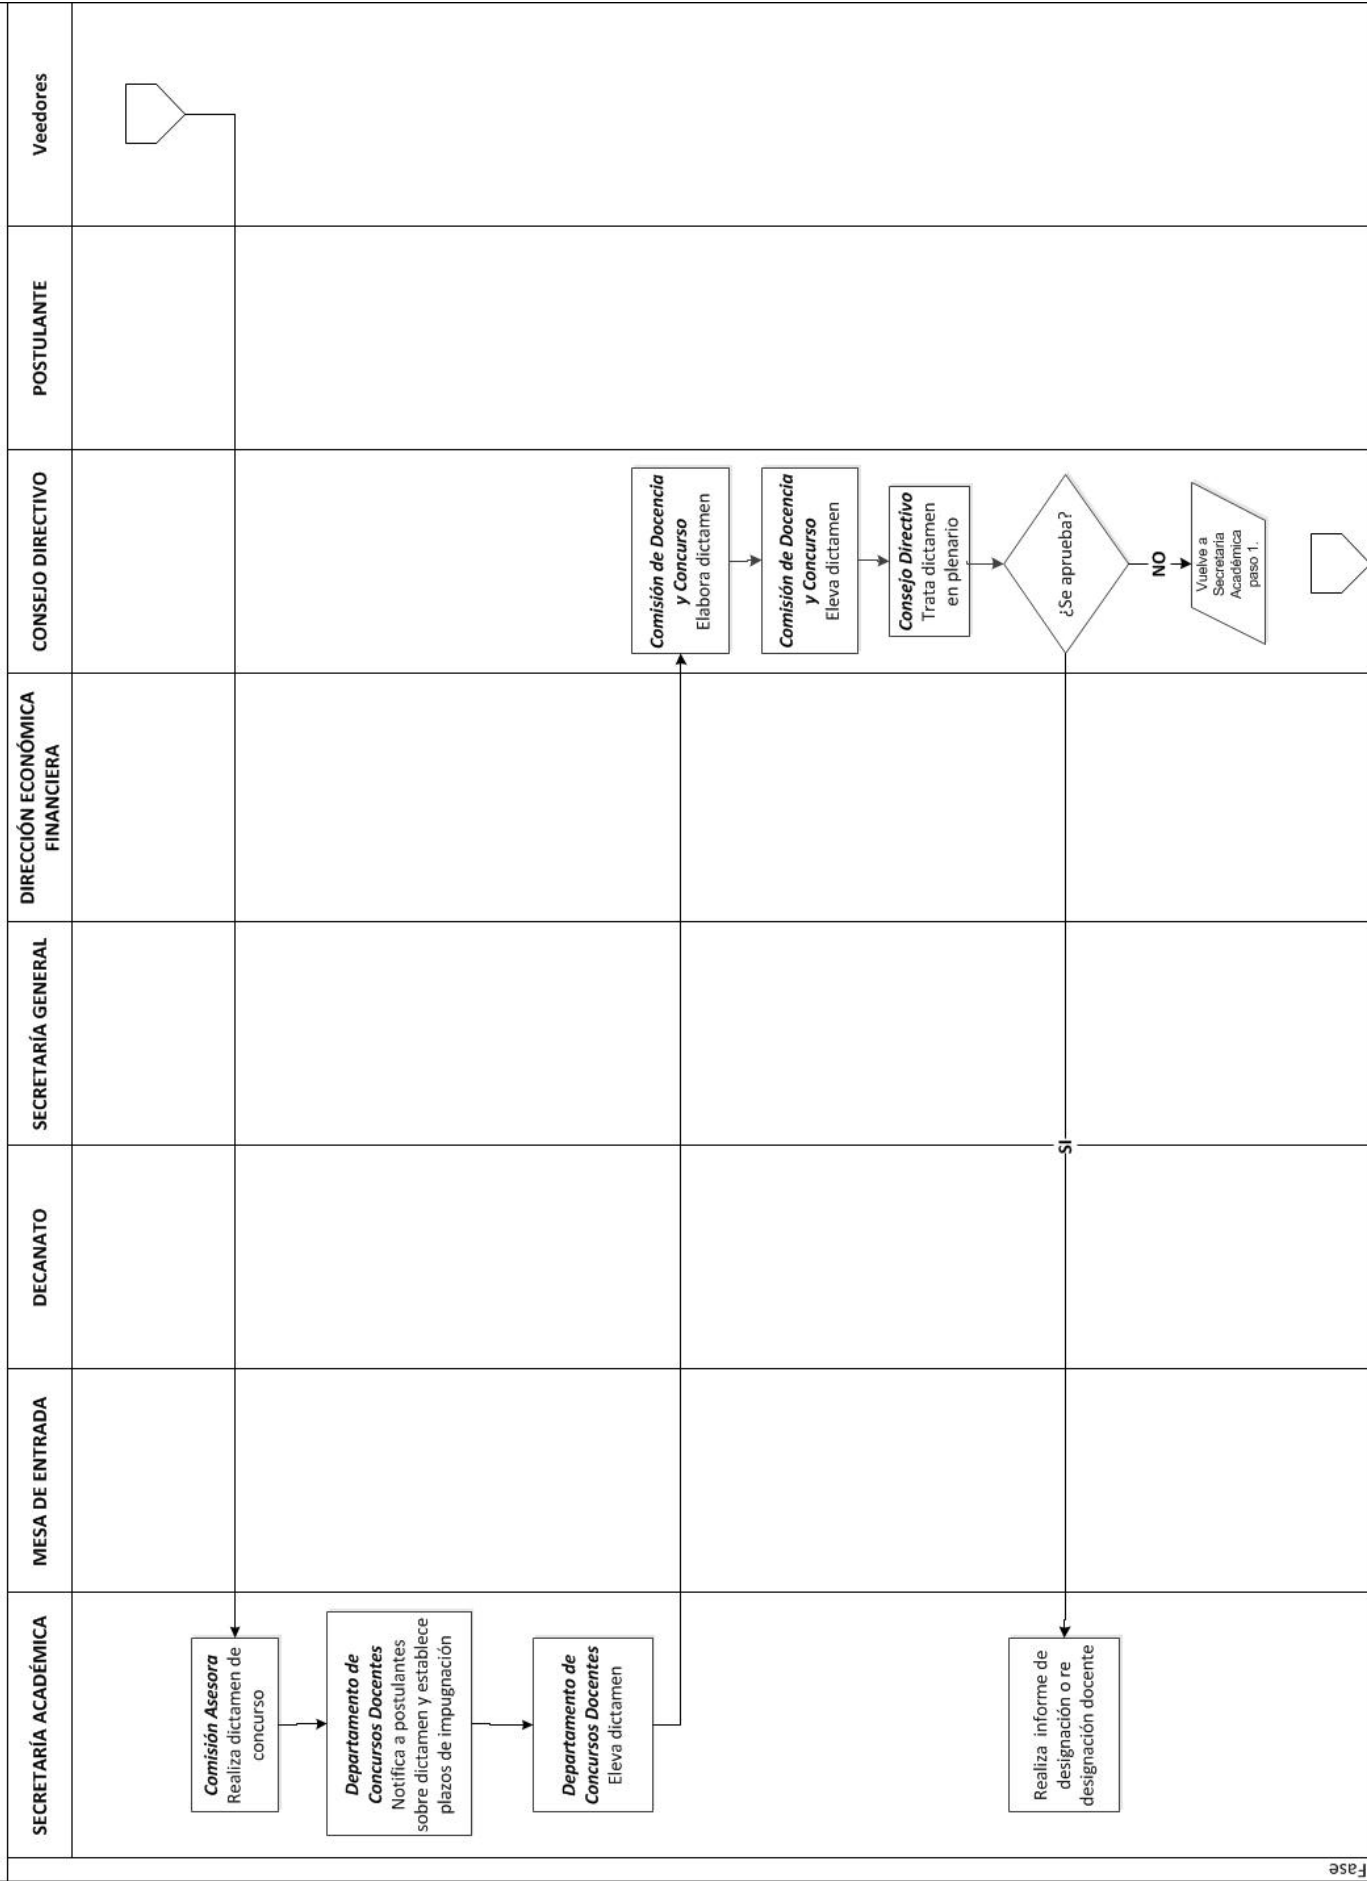 SECRETARÍA ACADÉMICA
MESA DE ENTRADA
DECANATO
SECRETARÍA GENERAL
DIRECCIÓN ECONÓMICA
FINANCIERA
CONSEJO DIRECTIVO
POSTULANTE
Veedores
Comisión Asesora
Realiza dictamen de
concurso
Departamento de
Concursos Docentes
Notifica a postulantes
sobre dictamen y establece
plazos de impugnación
Departamento de
Concursos Docentes
Eleva dictamen
Comisión de Docencia
y Concurso
Elabora dictamen
Comisión de Docencia
y Concurso
Eleva dictamen
Consejo Directivo
Trata dictamen
en plenario
¿Se aprueba?
SI
NO
Realiza informe de
designación o re
designación docente
Vuelve a
Secretaria
Académica
paso 1.
Fase